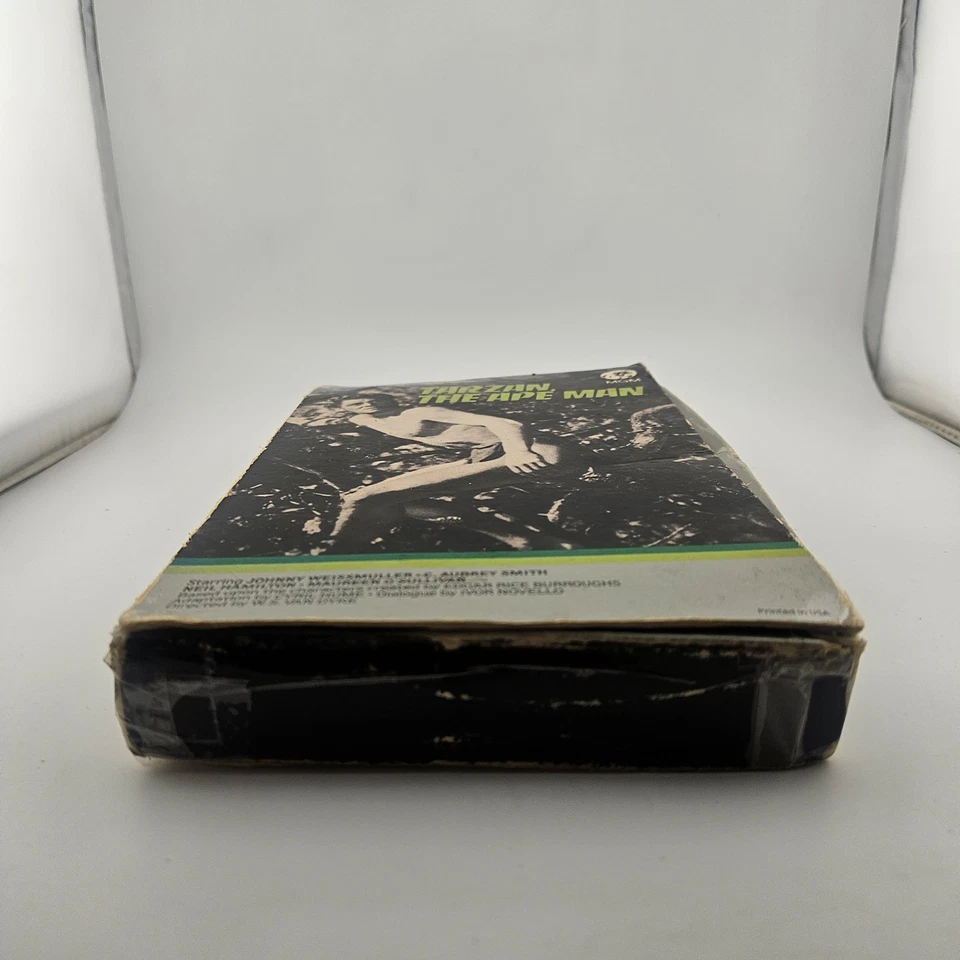 MGM
TARZAN,
THE APE MAN
Starring JOHNNY WEISSMULLER • C. AUBREY SMITH
NEIL HAMILTON • MAUREEN O'SULLIVAN
Based upon the characters created by EDGAR RICE BURROUGHS
Adaptation by CYRIL HUME • Dialogue by IVOR NOVELLO
Directed by W.S. VAN DYKE
Printed in USA